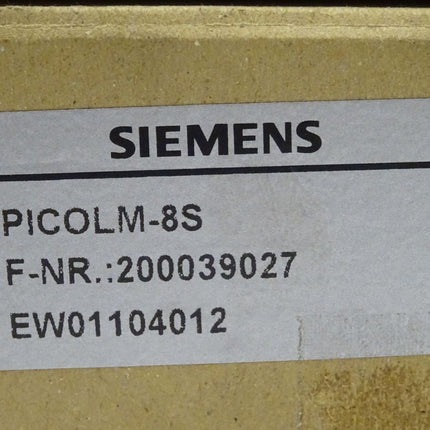 SIEMENS
PICOLM-8S
F-NR.:200039027
EW01104012